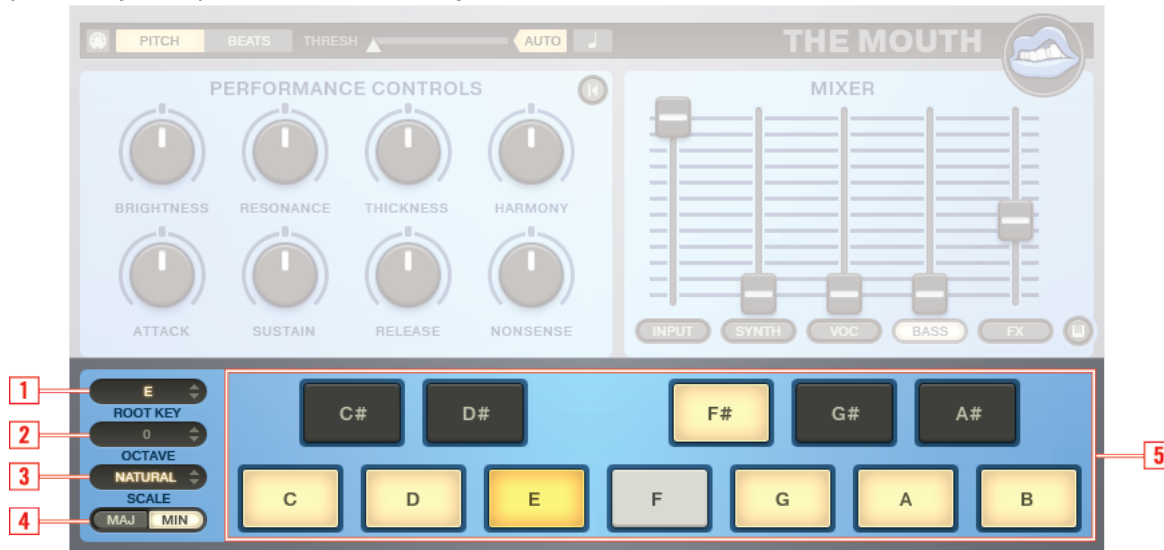 PITCH BEATS THRESH AUTO THE MOUTH
PERFORMANCE CONTROLS
MIXER
BRIGHTNESS RESONANCE THICKNESS HARMONY
ATTACK SUSTAIN RELEASE NONSENSE
INPUT SYNTH VOC BASS FX
1 E
ROOT KEY
2 0
OCTAVE
3 NATURAL
SCALE
4 MAJ MIN
C# D# F# G# A#
5
C D E F G A B